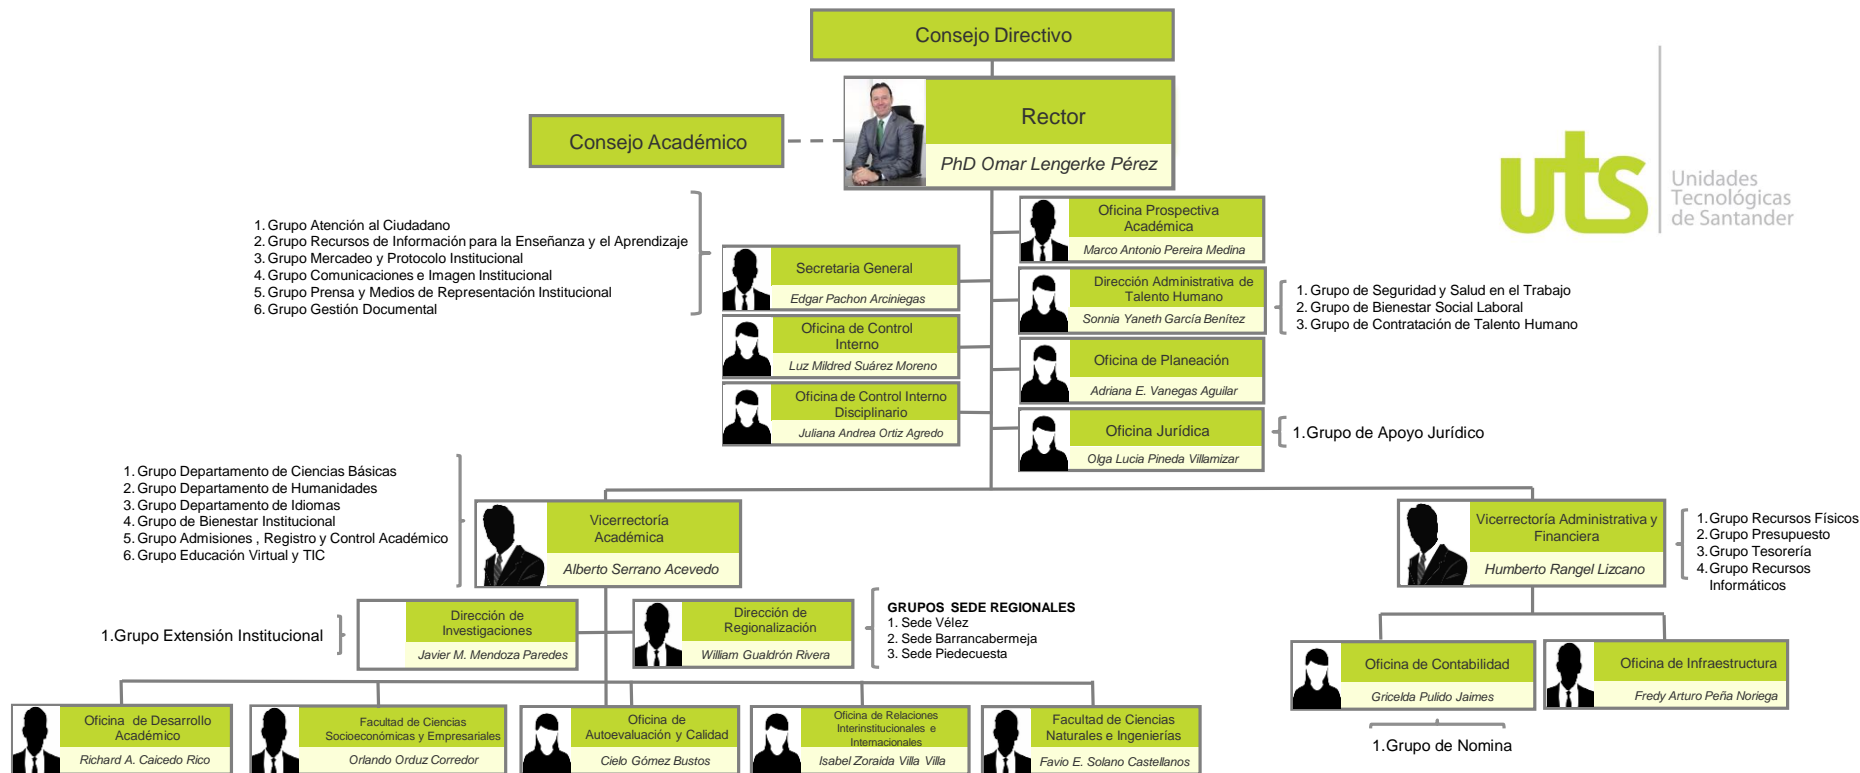 Consejo Directivo
Rector
PhD Omar Lengerke Pérez
Consejo Académico
uts
Unidades
Tecnológicas
de Santander
1. Grupo Atención al Ciudadano
2. Grupo Recursos de Información para la Enseñanza y el Aprendizaje
3. Grupo Mercadeo y Protocolo Institucional
4. Grupo Comunicaciones e Imagen Institucional
5. Grupo Prensa y Medios de Representación Institucional
6. Grupo Gestión Documental
Secretaria General
Edgar Pachon Arciniegas
Oficina de Control
Interno
Luz Mildred Suárez Moreno
Oficina de Control Interno
Disciplinario
Juliana Andrea Ortiz Agredo
Oficina Prospectiva
Académica
Marco Antonio Pereira Medina
Dirección Administrativa de
Talento Humano
Sonnia Yaneth García Benítez
1. Grupo de Seguridad y Salud en el Trabajo
2. Grupo de Bienestar Social Laboral
3. Grupo de Contratación de Talento Humano
Oficina de Planeación
Adriana E. Vanegas Aguilar
Oficina Jurídica
Olga Lucia Pineda Villamizar
1.Grupo de Apoyo Jurídico
1. Grupo Departamento de Ciencias Básicas
2. Grupo Departamento de Humanidades
3. Grupo Departamento de Idiomas
4. Grupo de Bienestar Institucional
5. Grupo Admisiones , Registro y Control Académico
6. Grupo Educación Virtual y TIC
Vicerrectoría
Académica
Alberto Serrano Acevedo
Vicerrectoría Administrativa y
Financiera
Humberto Rangel Lizcano
1.Grupo Recursos Físicos
2.Grupo Presupuesto
3.Grupo Tesorería
4.Grupo Recursos
Informáticos
1.Grupo Extensión Institucional
Dirección de
Investigaciones
Javier M. Mendoza Paredes
Dirección de
Regionalización
William Gualdrón Rivera
GRUPOS SEDE REGIONALES
1. Sede Vélez
2. Sede Barrancabermeja
3. Sede Piedecuesta
Oficina de Contabilidad
Gricelda Pulido Jaimes
1.Grupo de Nomina
Oficina de Infraestructura
Fredy Arturo Peña Noriega
Oficina de Desarrollo
Académico
Richard A. Caicedo Rico
Facultad de Ciencias
Socioeconómicas y Empresariales
Orlando Orduz Corredor
Oficina de
Autoevaluación y Calidad
Cielo Gómez Bustos
Oficina de Relaciones
Interinstitucionales e
Internacionales
Isabel Zoraida Villa Villa
Facultad de Ciencias
Naturales e Ingenierías
Favio E. Solano Castellanos